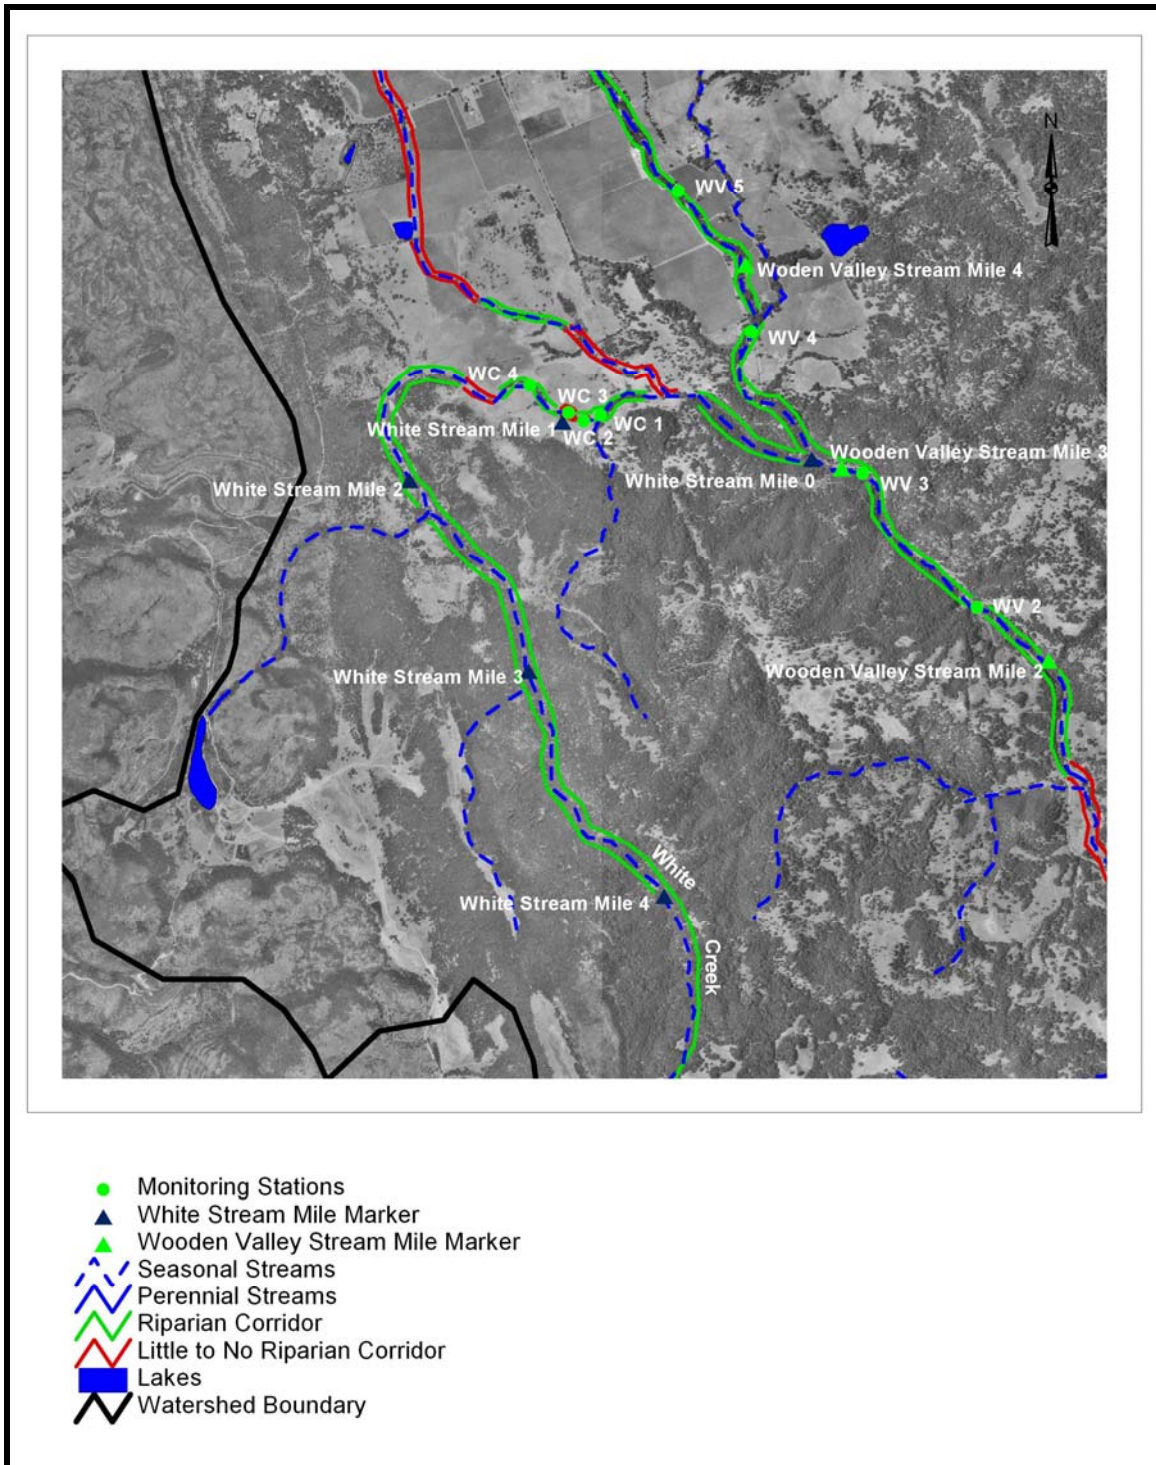 N
WV 5
Woden Valley Stream Mile 4
WV 4
WC 4
WC 3
White Stream Mile 1
WC 1
WC 2
Wooden Valley Stream Mile 3
White Stream Mile 0
WV 3
White Stream Mile 2
WV 2
Wooden Valley Stream Mile 2
White Stream Mile 3
White
White Stream Mile 4
Creek
Monitoring Stations
White Stream Mile Marker
Wooden Valley Stream Mile Marker
Seasonal Streams
Perennial Streams
Riparian Corridor
Little to No Riparian Corridor
Lakes
Watershed Boundary